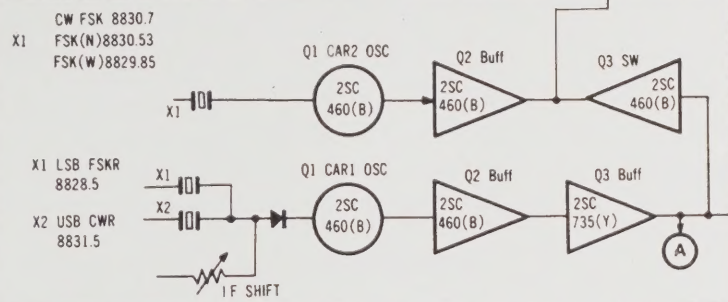 CW FSK 8830.7
X1 FSK(N)8830.53
FSK(W)8829.85
Q1 CAR2 OSC
Q2 Buff
Q3 SW
X1
2SC
460(B)
2SC
460(B)
2SC
460(B)
X1 LSB FSKR
8828.5
X2 USB CWR
8831.5
X1
X2
Q1 CAR1 OSC
Q2 Buff
Q3 Buff
2SC
460(B)
2SC
460(B)
2SC
735(Y)
A
IF SHIFT